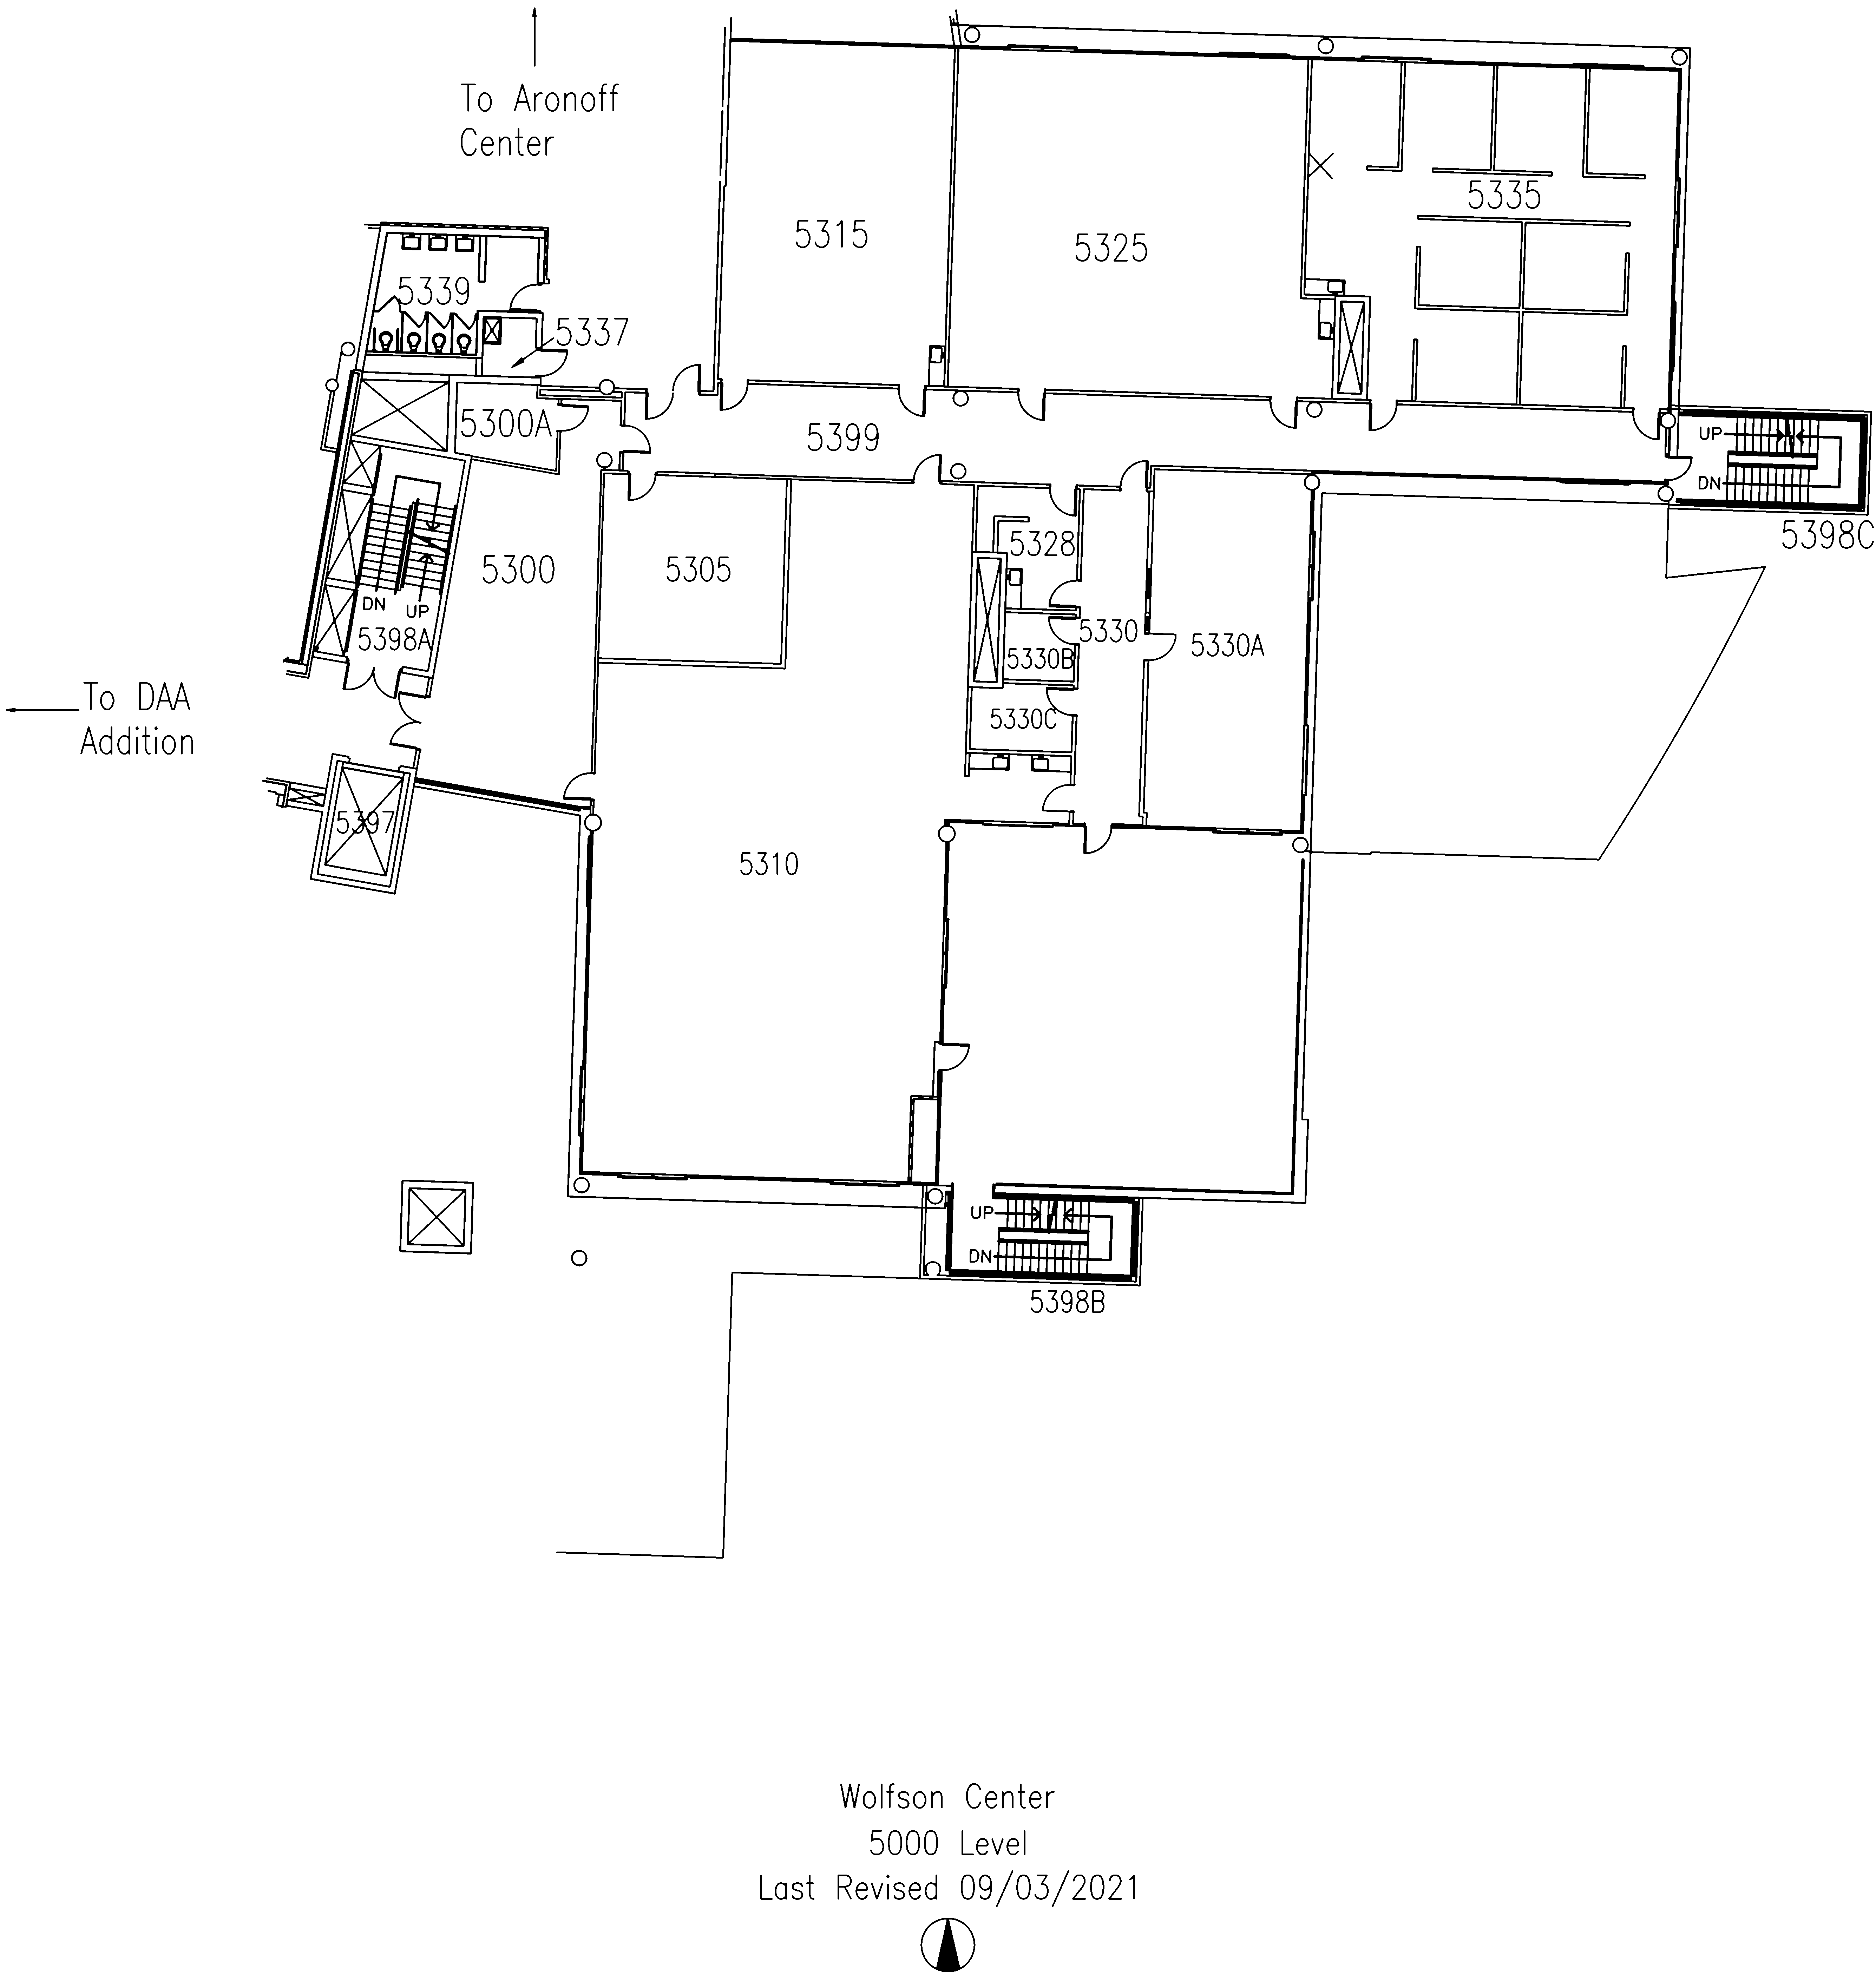 To Aronoff
Center
5315
5325
5335
5339
5337
5300A
5399
UP
DN
5398C
5300
5305
5328
DN
UP
5398A
5330
5330A
5330B
To DAA
Addition
5330C
5397
5310
UP
DN
5398B
Wolfson Center
5000 Level
Last Revised 09/03/2021